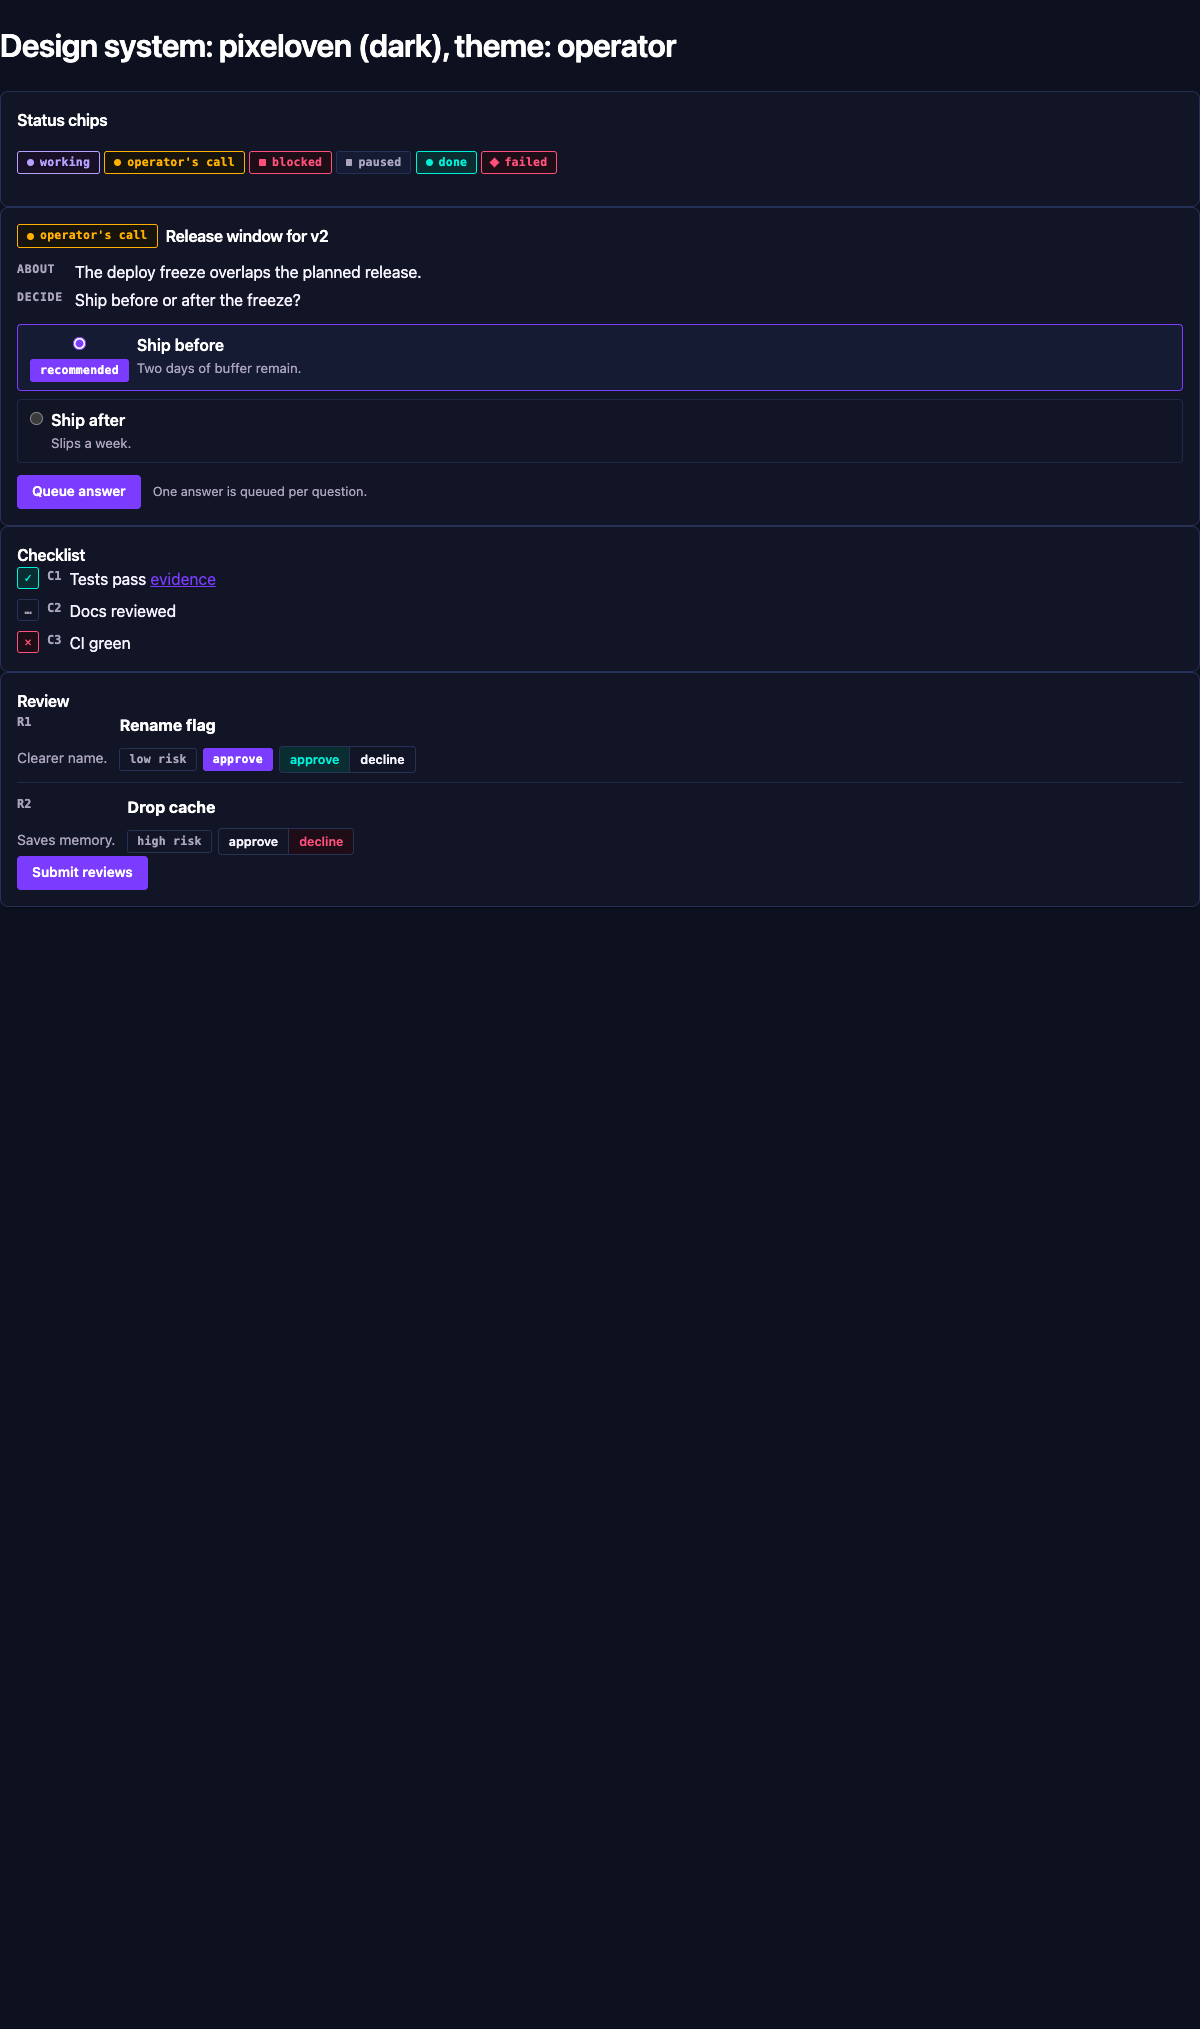 Design system: pixeloven (dark), theme: operator
Status chips
working operator's call blocked paused done failed
operator's call Release window for v2
ABOUT The deploy freeze overlaps the planned release.
DECIDE Ship before or after the freeze?
Ship before
recommended Two days of buffer remain.
Ship after
Slips a week.
Queue answer One answer is queued per question.
Checklist
✓ C1 Tests pass evidence
… C2 Docs reviewed
✕ C3 CI green
Review
R1 Rename flag
Clearer name. low risk approve approve decline
R2 Drop cache
Saves memory. high risk approve decline
Submit reviews